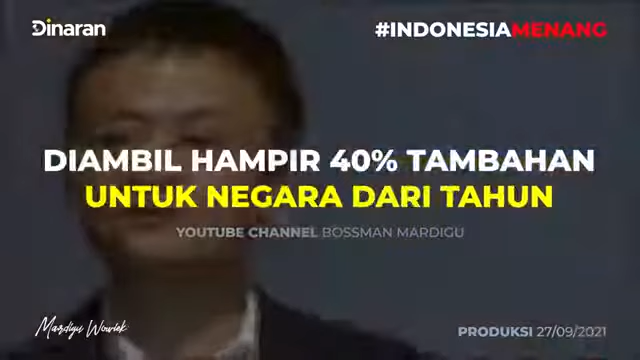 Dinaran
#INDONESIAMENANG
DIAMBIL HAMPIR 40% TAMBAHAN
UNTUK NEGARA DARI TAHUN
YOUTUBE CHANNEL BOSSMAN MARDIGU
Mardigu Wowiek
PRODUKSI 27/09/2021